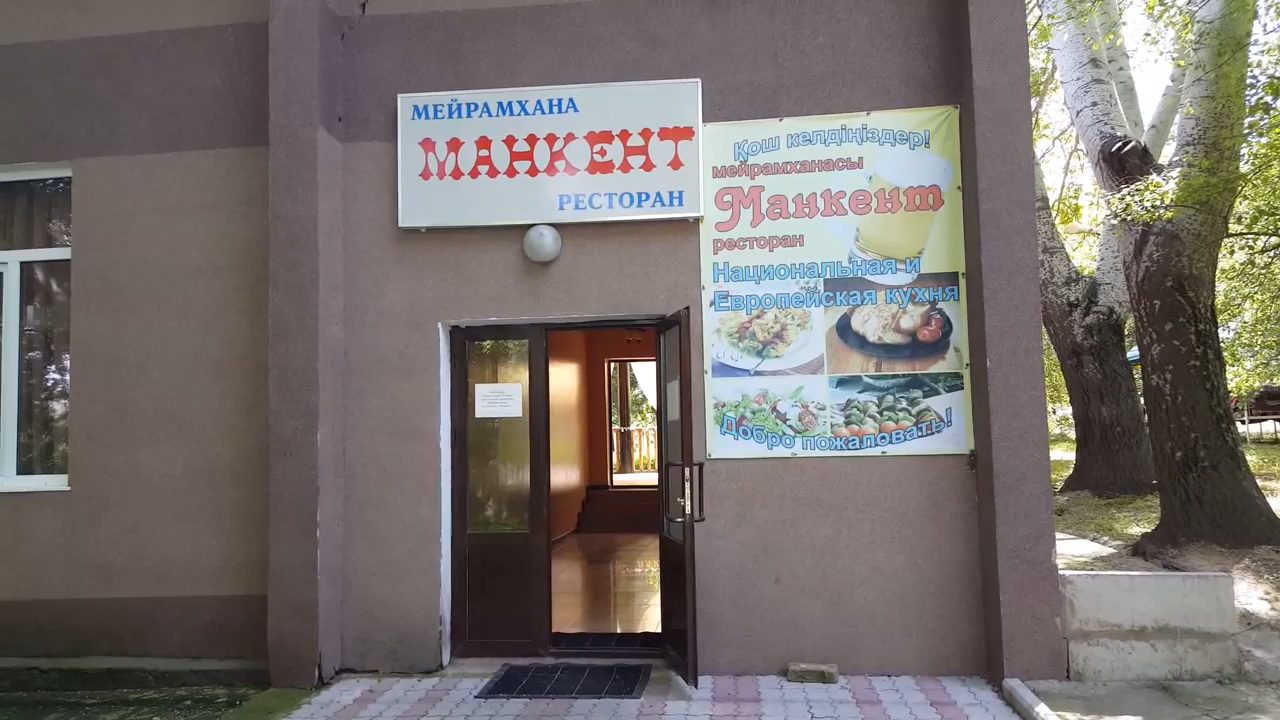 МЕЙРАМХАНА
МАНКЕНТ
РЕСТОРАН
Қош келдіңіздер!
мейрамханасы
Манкент
ресторан
Национальная и
Европейская кухня
Добро пожаловать!